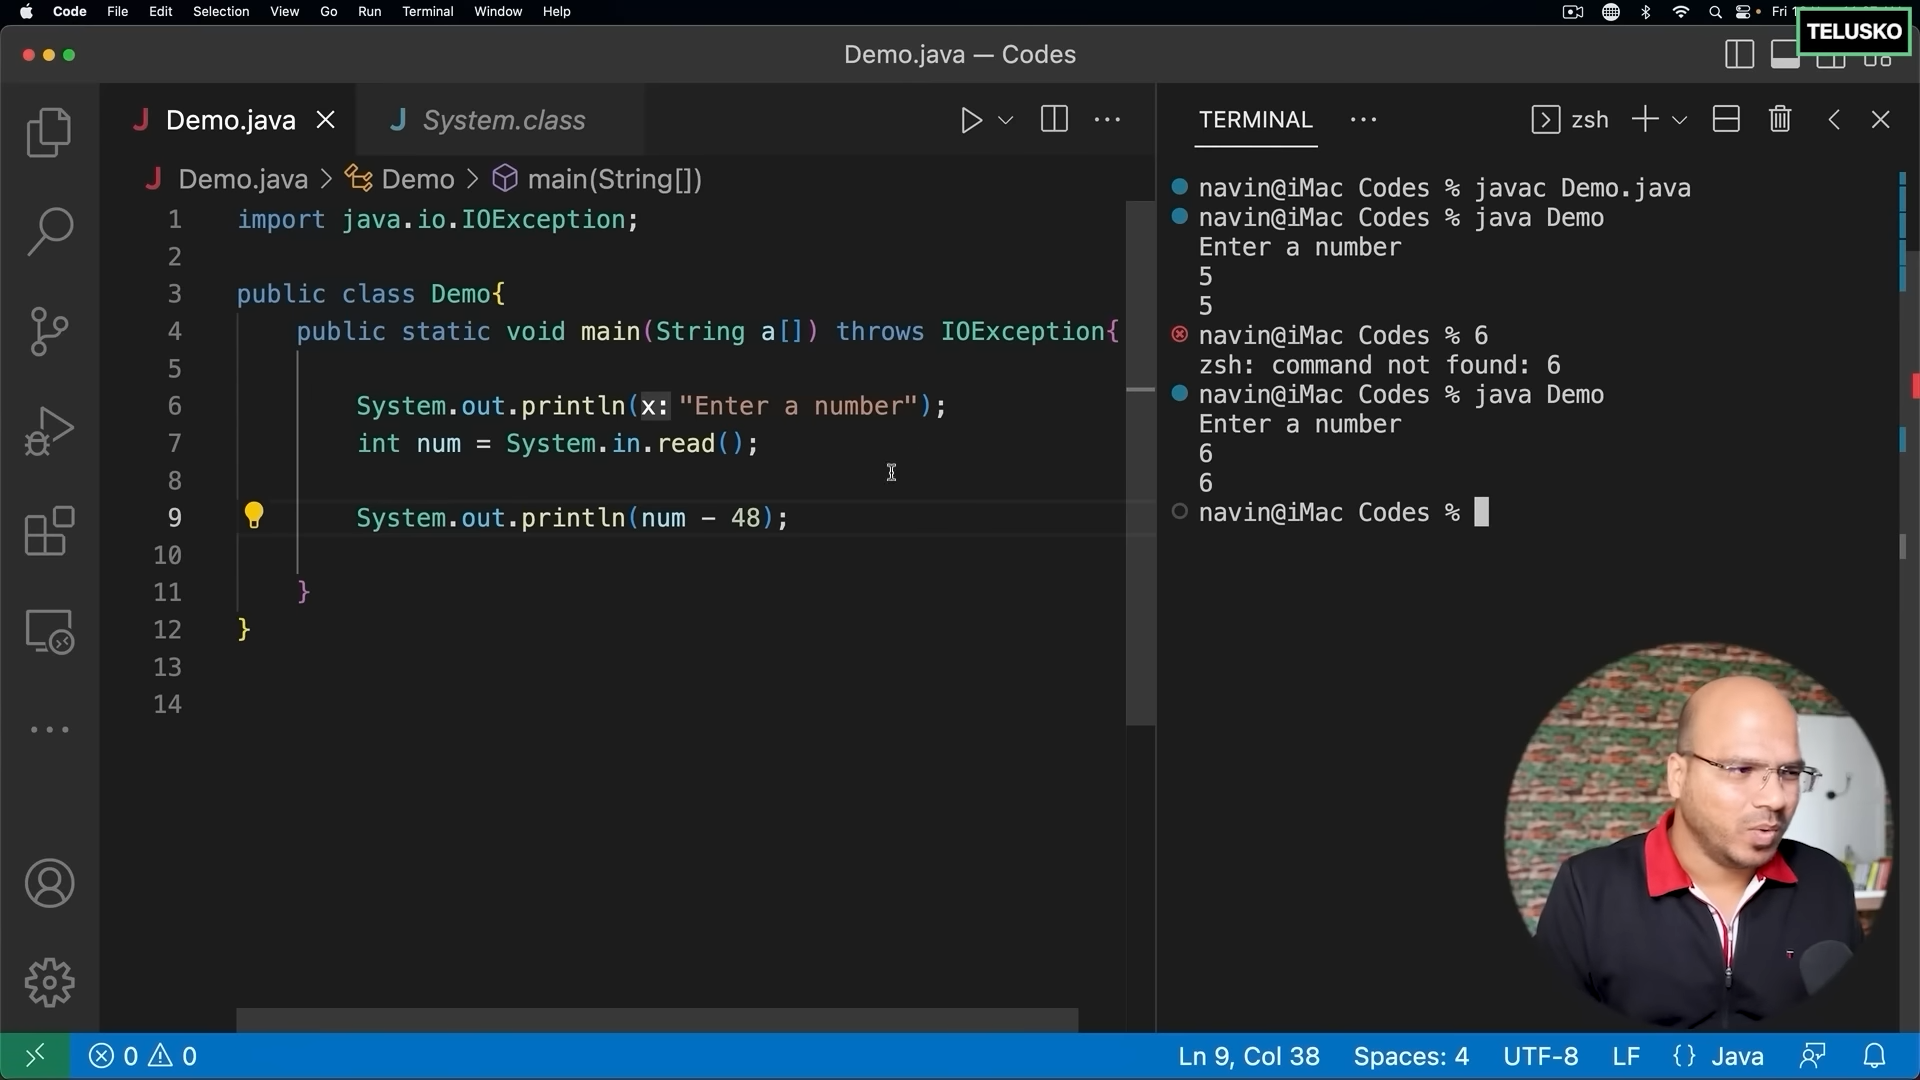 Code File Edit Selection View Go Run Terminal Window Help Fri
TELUSKO
Demo.java — Codes
Demo.java System.class
Demo.java > Demo > main(String[])
1 import java.io.IOException;
2
3 public class Demo{
4 public static void main(String a[]) throws IOException{
5
6 System.out.println(x: "Enter a number");
7 int num = System.in.read();
8
9 System.out.println(num - 48);
10
11 }
12 }
13
14
TERMINAL zsh
navin@iMac Codes % javac Demo.java
navin@iMac Codes % java Demo
Enter a number
5
5
navin@iMac Codes % 6
zsh: command not found: 6
navin@iMac Codes % java Demo
Enter a number
6
6
navin@iMac Codes %
0 0 Ln 9, Col 38 Spaces: 4 UTF-8 LF {} Java